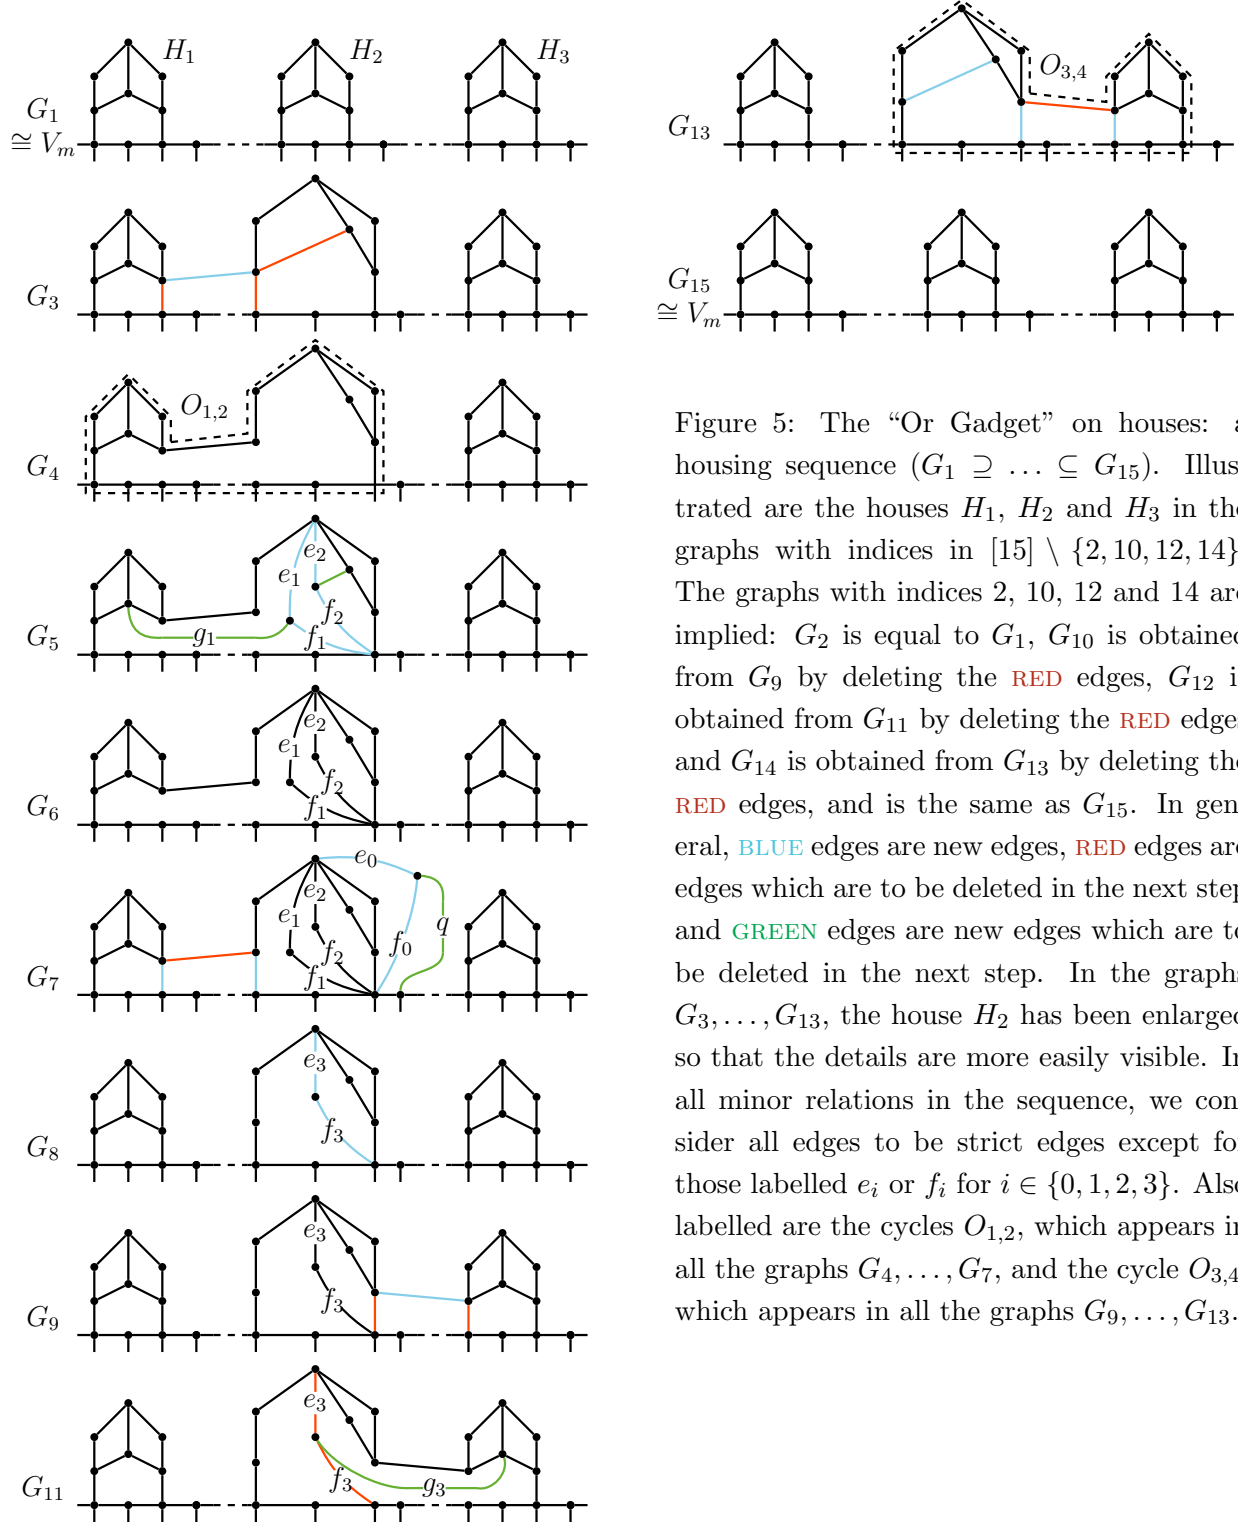 H₁ H₂ H₃
G₁
≅ Vₘ
G₃
O₁,₂
G₄
e₂
e₁
f₂
g₁ f₁
G₅
e₂
e₁
f₂
f₁
G₆
e₀
e₂
e₁ q
f₂ f₀
f₁
G₇
e₃
f₃
G₈
e₃
f₃
G₉
e₃
f₃ g₃
G₁₁
O₃,₄
G₁₃
G₁₅
≅ Vₘ
Figure 5: The “Or Gadget” on houses: a
housing sequence (G₁ ⊇ … ⊆ G₁₅). Illus
trated are the houses H₁, H₂ and H₃ in the
graphs with indices in [15] \ {2, 10, 12, 14}
The graphs with indices 2, 10, 12 and 14 are
implied: G₂ is equal to G₁, G₁₀ is obtained
from G₉ by deleting the RED edges, G₁₂ i
obtained from G₁₁ by deleting the RED edges
and G₁₄ is obtained from G₁₃ by deleting the
RED edges, and is the same as G₁₅. In gen
eral, BLUE edges are new edges, RED edges are
edges which are to be deleted in the next step
and GREEN edges are new edges which are to
be deleted in the next step. In the graphs
G₃, …, G₁₃, the house H₂ has been enlarged
so that the details are more easily visible. In
all minor relations in the sequence, we con
sider all edges to be strict edges except for
those labelled eᵢ or fᵢ for i ∈ {0, 1, 2, 3}. Also
labelled are the cycles O₁,₂, which appears in
all the graphs G₄, …, G₇, and the cycle O₃,₄
which appears in all the graphs G₉, …, G₁₃.